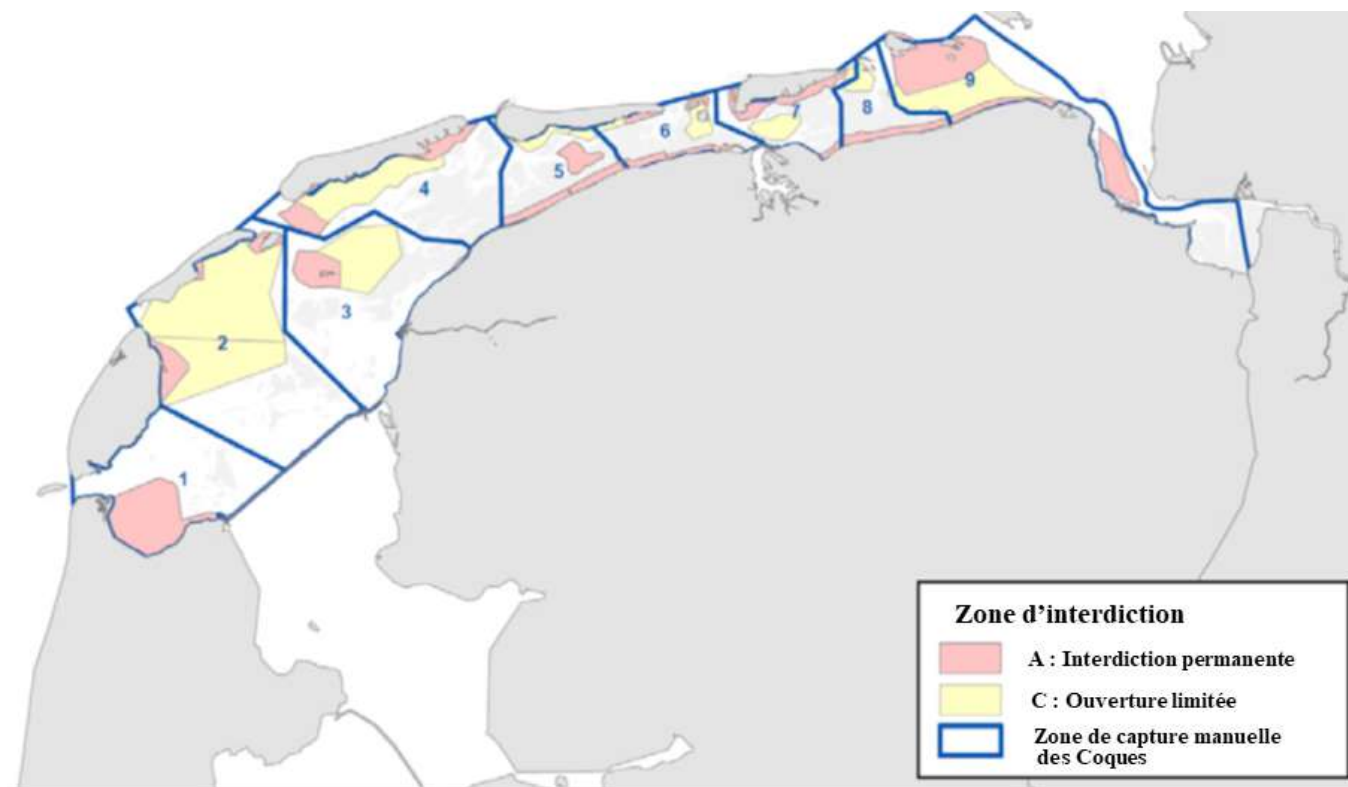 9
7
8
6
5
4
3
2
1
Zone d’interdiction
A : Interdiction permanente
C : Ouverture limitée
Zone de capture manuelle
des Coques